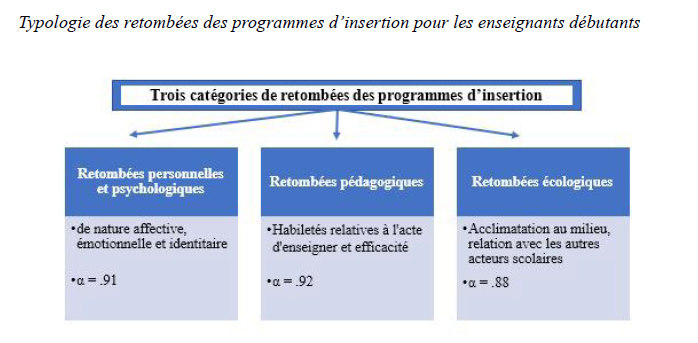 Typologie des retombées des programmes d’insertion pour les enseignants débutants
Trois catégories de retombées des programmes d’insertion
Retombées personnelles
et psychologiques
•de nature affective,
émotionnelle et identitaire
•α = .91
Retombées pédagogiques
•Habiletés relatives à l'acte
d'enseigner et efficacité
•α = .92
Retombées écologiques
•Acclimatation au milieu,
relation avec les autres
acteurs scolaires
•α = .88